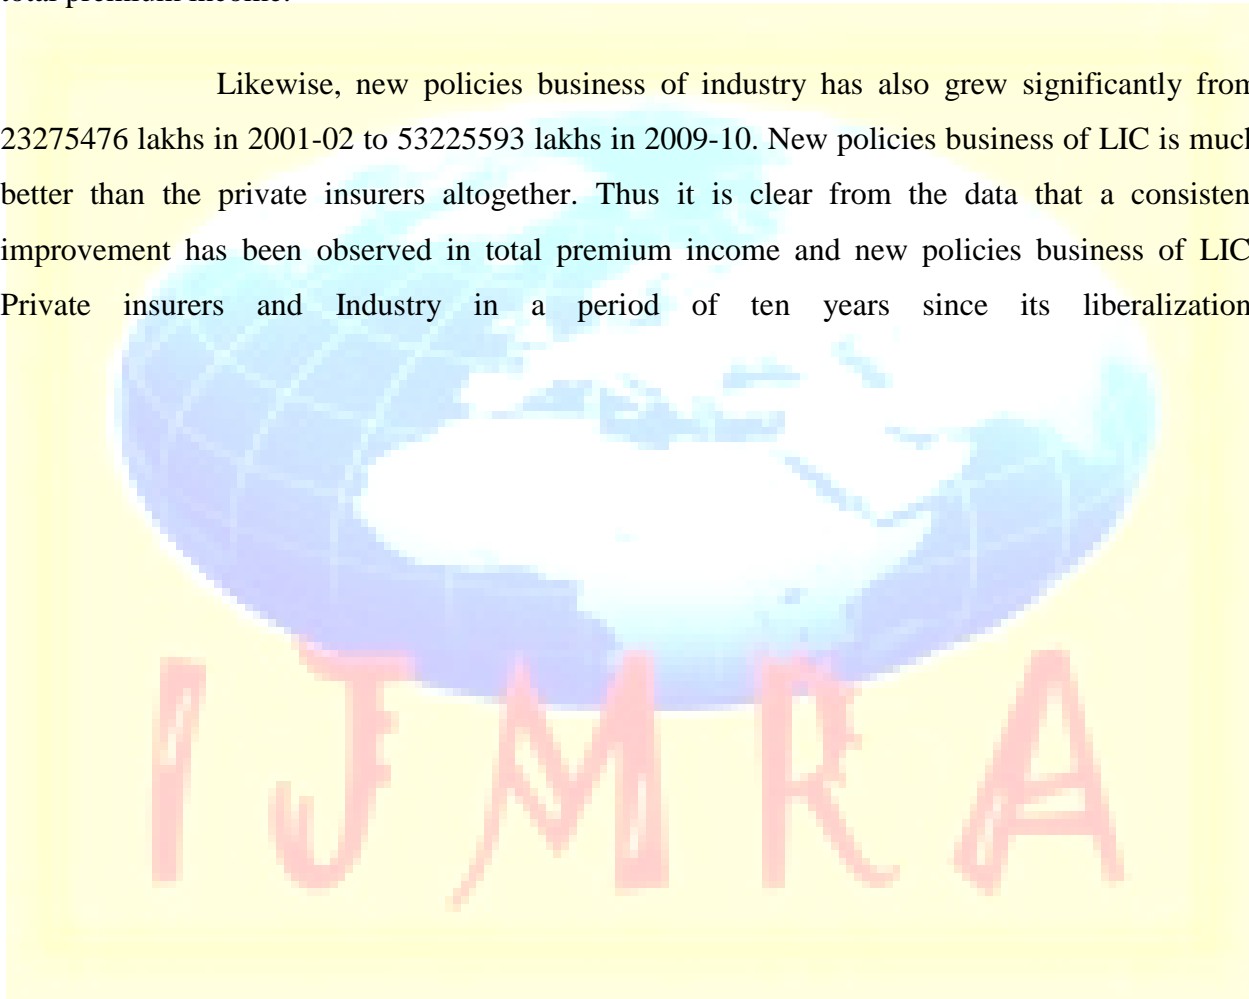 total premium income.
Likewise, new policies business of industry has also grew significantly from
23275476 lakhs in 2001-02 to 53225593 lakhs in 2009-10. New policies business of LIC is much
better than the private insurers altogether. Thus it is clear from the data that a consistent
improvement has been observed in total premium income and new policies business of LIC
Private insurers and Industry in a period of ten years since its liberalization
IJMRA